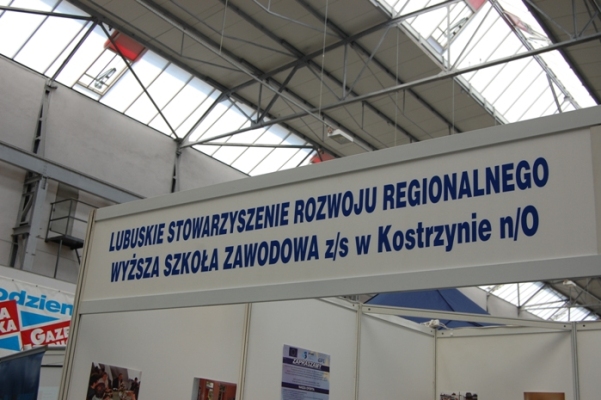 LUBUSKIE STOWARZYSZENIE ROZWOJU REGIONALNEGO
WYŻSZA SZKOŁA ZAWODOWA z/s w Kostrzynie n/O